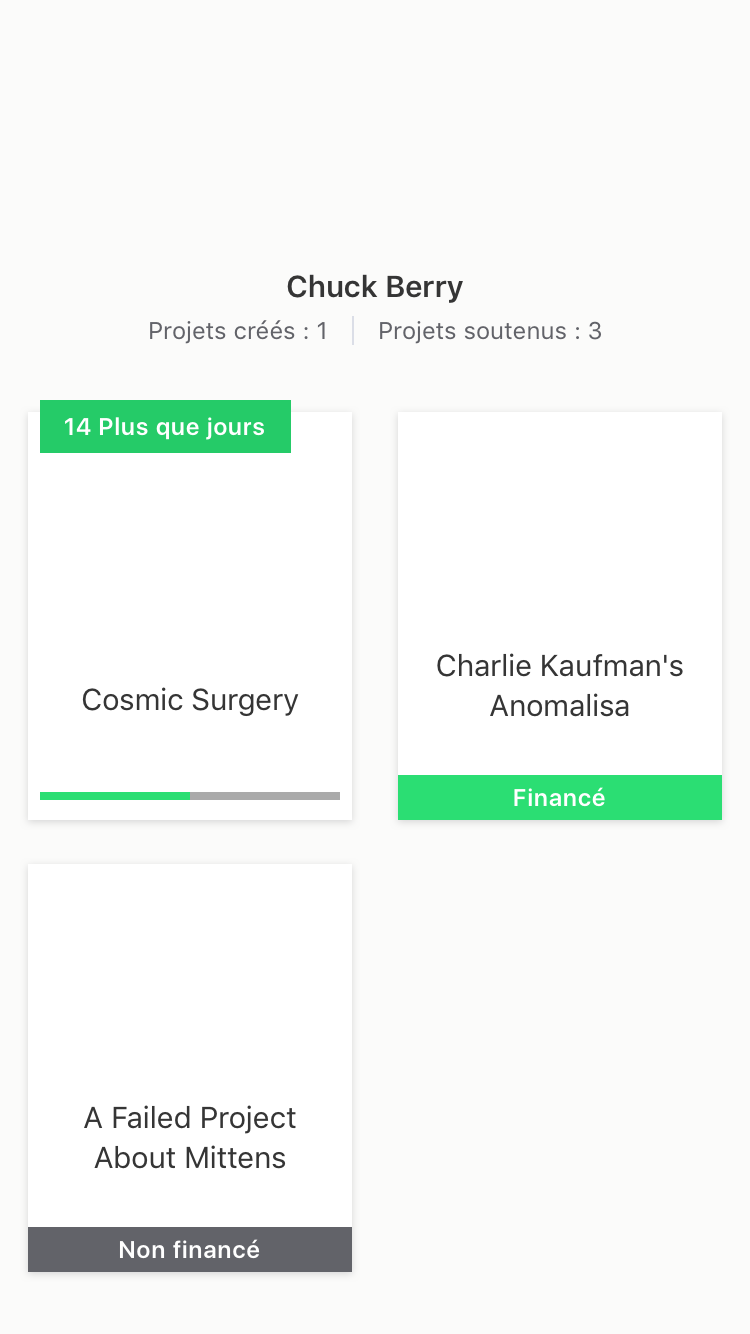 Chuck Berry
Projets créés : 1
Projets soutenus : 3
14 Plus que jours
Cosmic Surgery
Charlie Kaufman's
Anomalisa
Financé
A Failed Project
About Mittens
Non financé